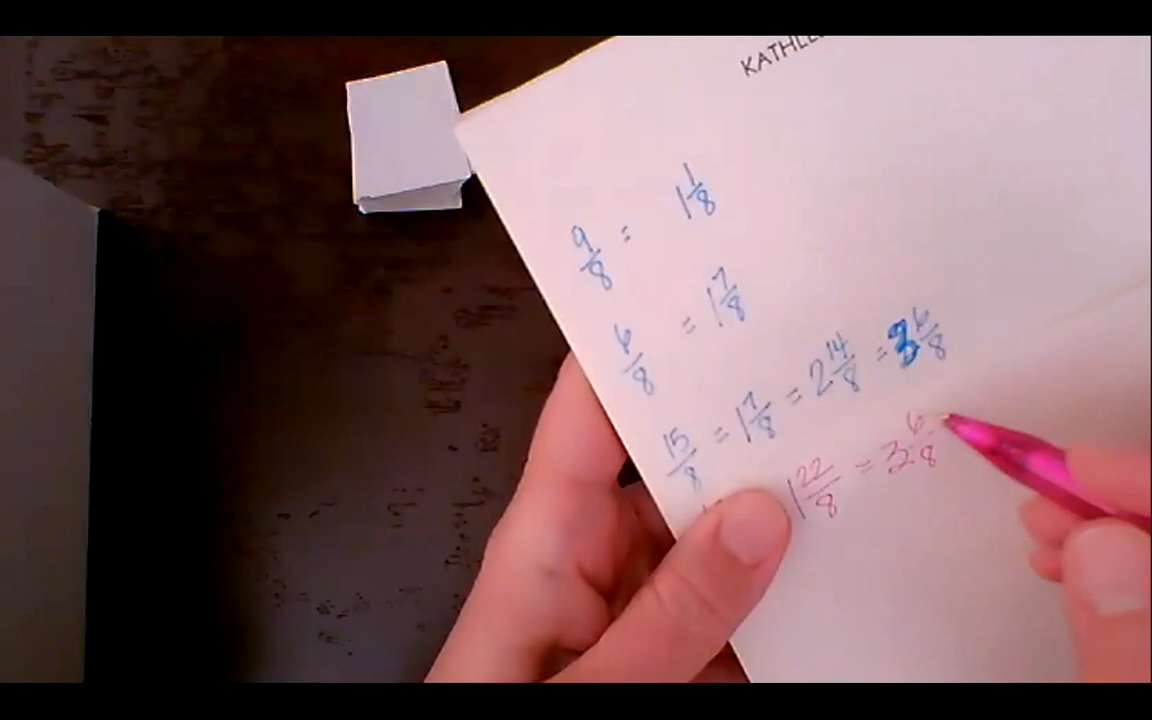 9/8 = 1 1/8
6/8 = 1 7/8
15/8 = 1 7/8 = 2 14/8 = 3 6/8
1 22/8 = 3 6/8